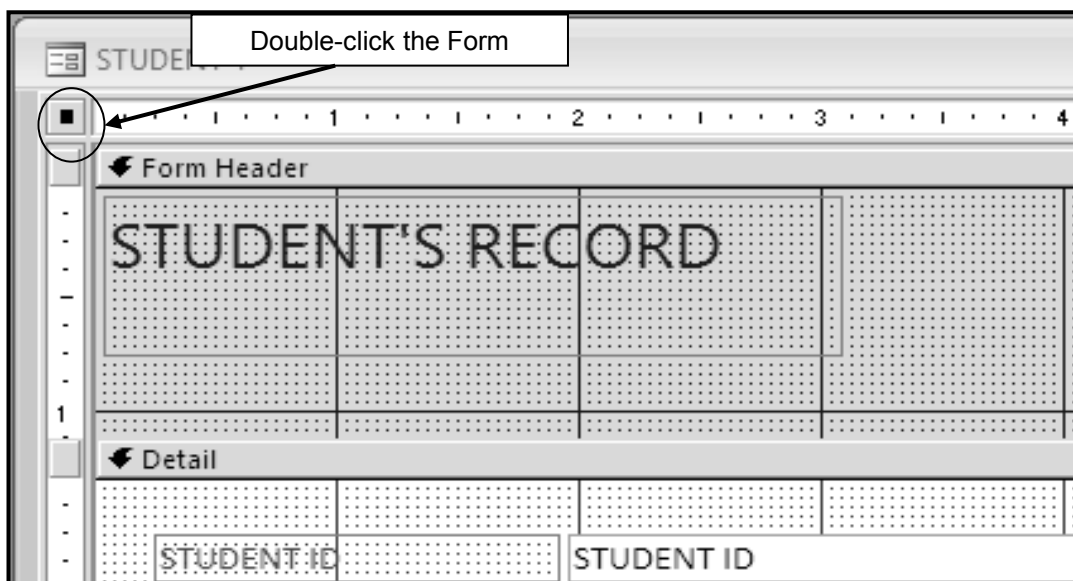 Double-click the Form
STUDENT
1 2 3 4
Form Header
STUDENT'S RECORD
1
Detail
STUDENT ID STUDENT ID